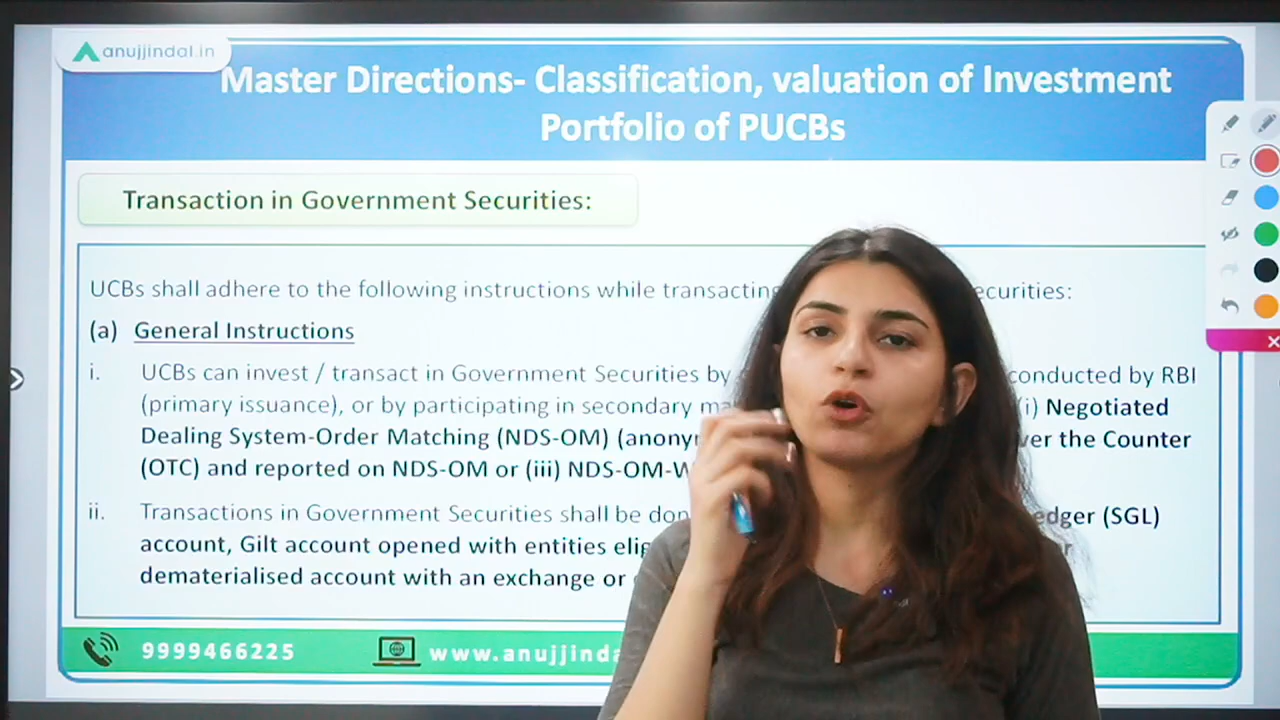 anujjindal.in
Master Directions- Classification, valuation of Investment
Portfolio of PUCBs
Transaction in Government Securities:
UCBs shall adhere to the following instructions while transacting ecurities:
(a) General Instructions
i. UCBs can invest / transact in Government Securities by conducted by RBI
(primary issuance), or by participating in secondary ma (i) Negotiated
Dealing System-Order Matching (NDS-OM) (anony ver the Counter
(OTC) and reported on NDS-OM or (iii) NDS-OM-W
ii. Transactions in Government Securities shall be don edger (SGL)
account, Gilt account opened with entities elig
dematerialised account with an exchange or
9999466225
www.anujjinda